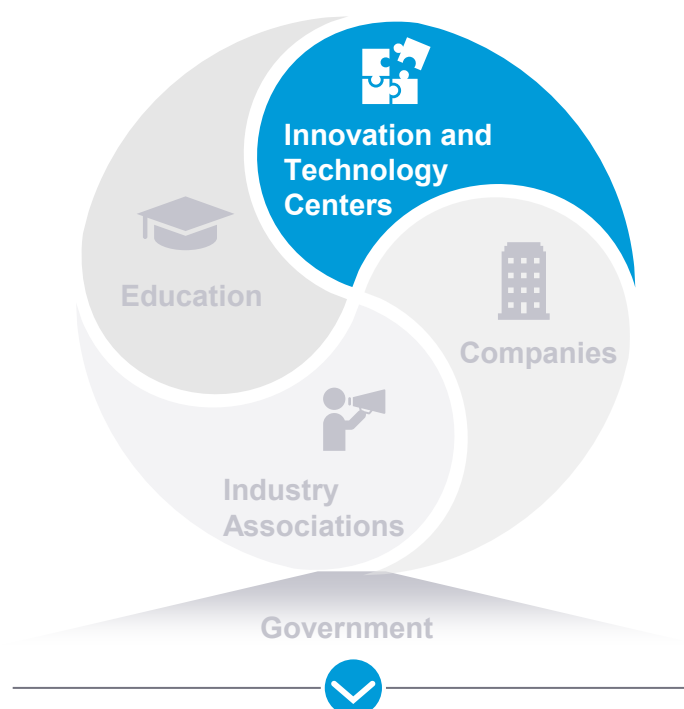 Innovation and
Technology
Centers
Education
Companies
Industry
Associations
Government